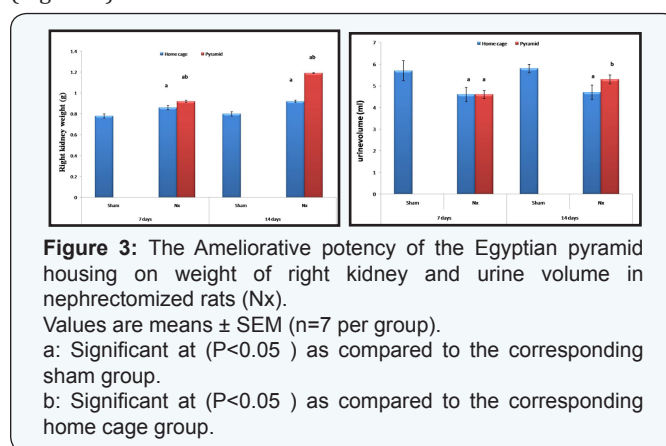 Home cage Pyramid
1.4
1.2
1
0.8
0.6
0.4
0.2
0
Right kidney weight (g)
a
ab
a
ab
Sham Nx Sham Nx
7 days 14 days
Home cage Pyramid
7
6
5
4
3
2
1
0
urinevolume (ml)
a
a
a
b
Sham Nx Sham Nx
7 days 14 days
Figure 3: The Ameliorative potency of the Egyptian pyramid
housing on weight of right kidney and urine volume in
nephrectomized rats (Nx).
Values are means ± SEM (n=7 per group).
a: Significant at (P<0.05 ) as compared to the corresponding
sham group.
b: Significant at (P<0.05 ) as compared to the corresponding
home cage group.